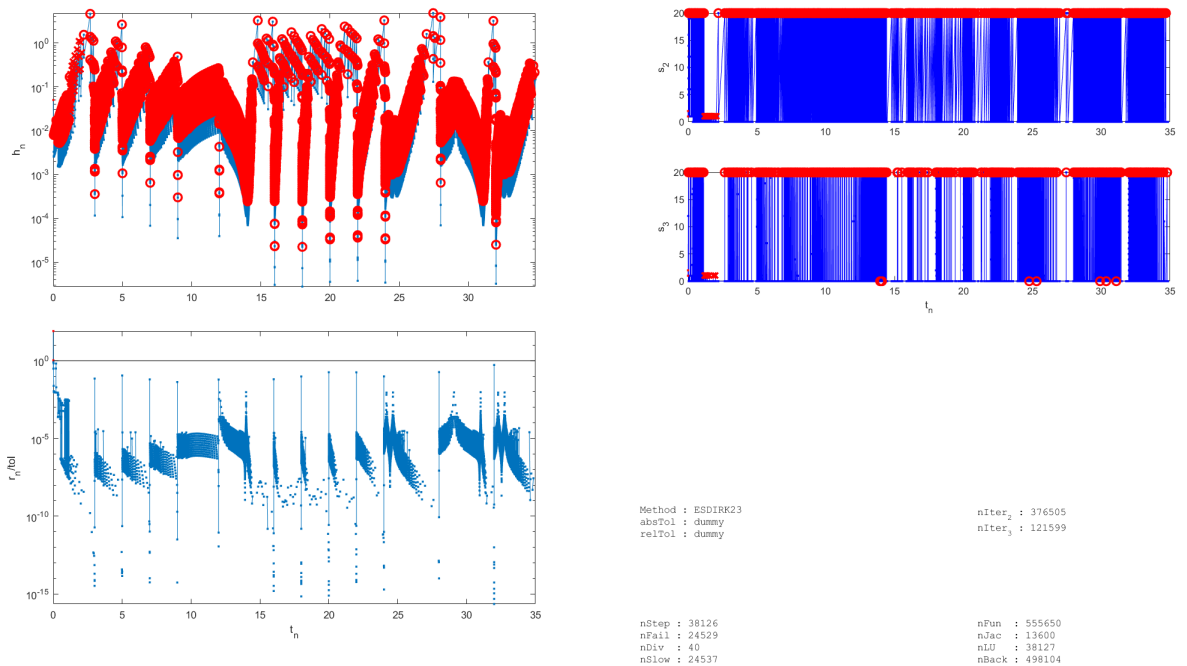 10^0
10^-1
10^-2
10^-3
10^-4
10^-5
h_n
0 5 10 15 20 25 30
20
15
10
5
0
s_2
0 5 10 15 20 25 30 35
20
15
10
5
0
s_3
0 5 10 15 20 25 30 35
t_n
10^0
10^-5
10^-10
10^-15
r_n/tol
0 5 10 15 20 25 30 35
t_n
Method : ESDIRK23
absTol : dummy
relTol : dummy
nIter_2 : 376505
nIter_3 : 121599
nStep : 38126
nFail : 24529
nDiv : 40
nSlow : 24537
nFun : 555650
nJac : 13600
nLU : 38127
nBack : 498104